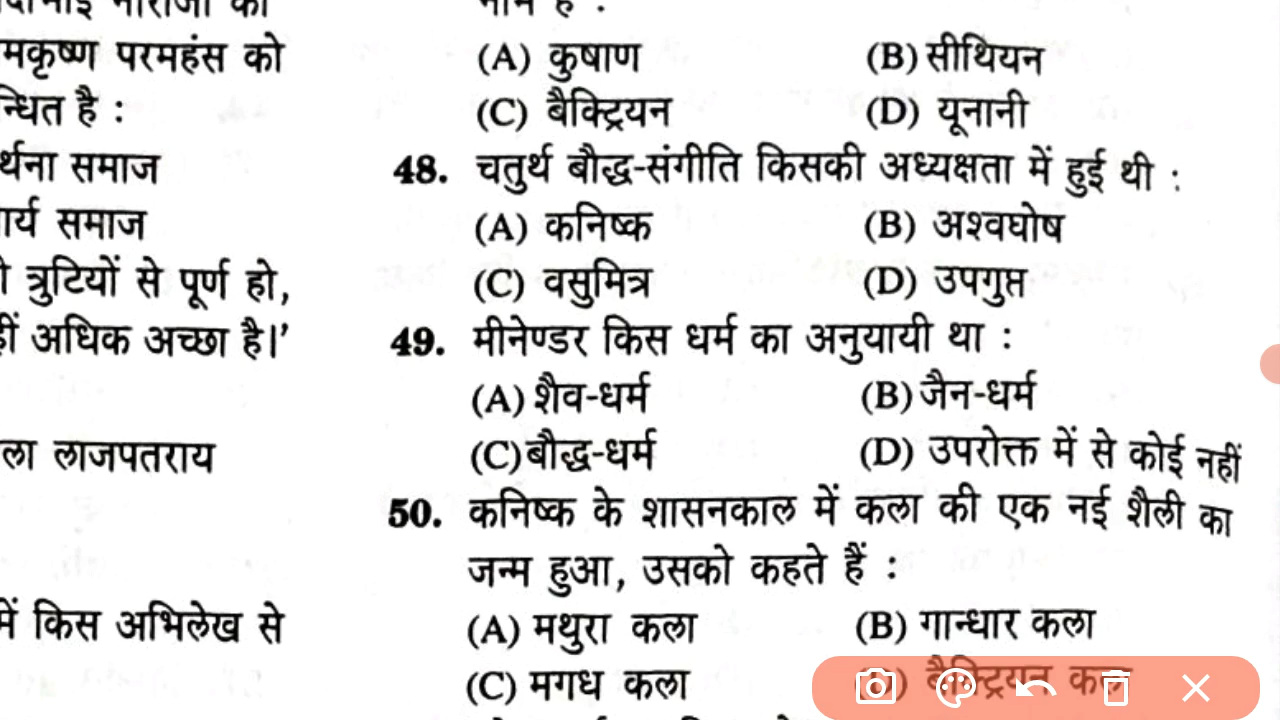 मकृष्ण परमहंस को
न्धित है :
र्थना समाज
ार्य समाज
ो त्रुटियों से पूर्ण हो,
हीं अधिक अच्छा है।'
ला लाजपतराय
में किस अभिलेख से
नाम है :
(A) कुषाण (B) सीथियन
(C) बैक्ट्रियन (D) यूनानी
48. चतुर्थ बौद्ध-संगीति किसकी अध्यक्षता में हुई थी :
(A) कनिष्क (B) अश्वघोष
(C) वसुमित्र (D) उपगुप्त
49. मीनेण्डर किस धर्म का अनुयायी था :
(A) शैव-धर्म (B) जैन-धर्म
(C) बौद्ध-धर्म (D) उपरोक्त में से कोई नहीं
50. कनिष्क के शासनकाल में कला की एक नई शैली का
जन्म हुआ, उसको कहते हैं :
(A) मथुरा कला (B) गान्धार कला
(C) मगध कला (D) बैक्ट्रियन कला